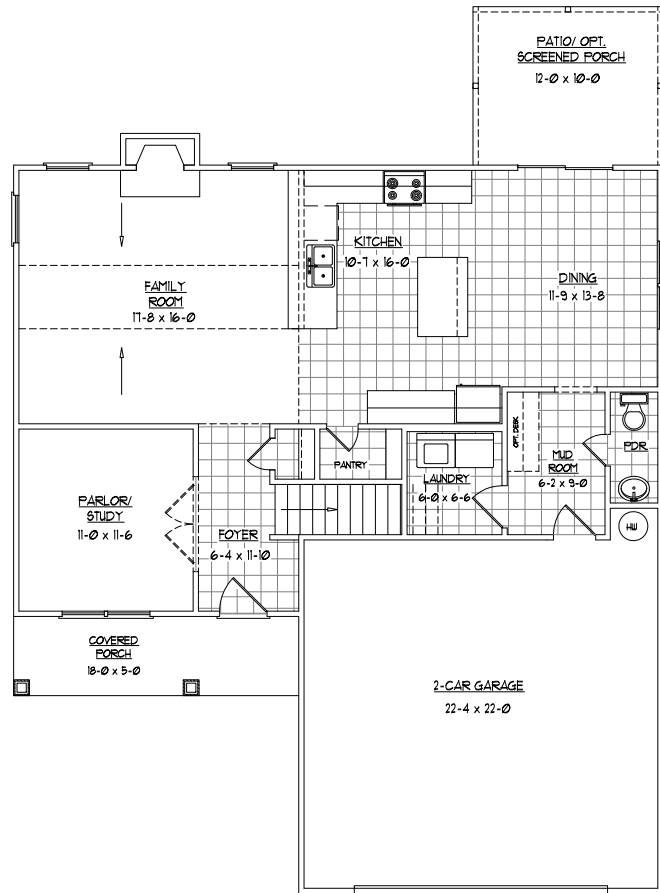 PATIO/ OPT.
SCREENED PORCH
12-0 x 10-0
KITCHEN
10-7 x 16-0
DINING
11-9 x 13-8
FAMILY
ROOM
17-8 x 16-0
OPT. DESK
PDR
PANTRY
MUD
ROOM
6-2 x 9-0
LAUNDRY
6-0 x 6-6
PARLOR/
STUDY
11-0 x 11-6
FOYER
6-4 x 11-10
HW
COVERED
PORCH
18-0 x 5-0
2-CAR GARAGE
22-4 x 22-0